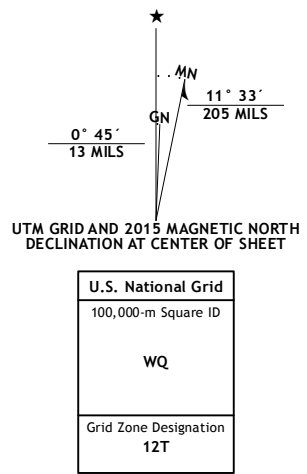 MN
11° 33´
GN
205 MILS
0° 45´
13 MILS
UTM GRID AND 2015 MAGNETIC NORTH
DECLINATION AT CENTER OF SHEET
U.S. National Grid
100,000-m Square ID
WQ
Grid Zone Designation
12T